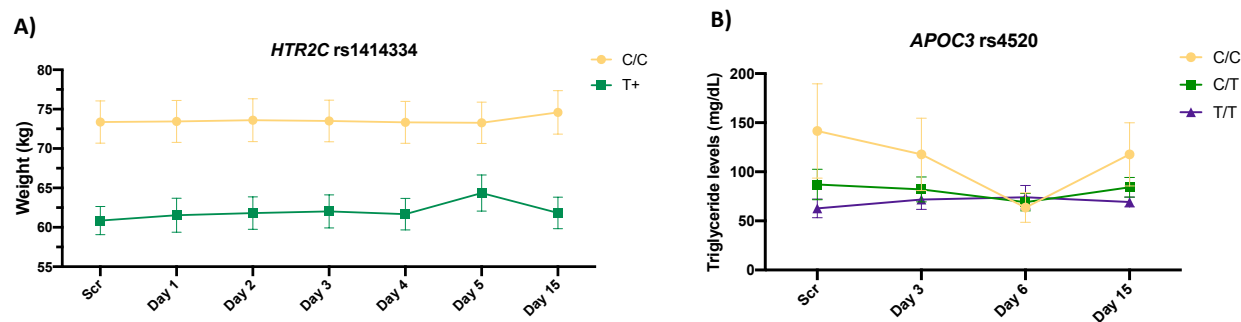 A)
HTR2C rs1414334
C/C
T+
Weight (kg)
80
75
70
65
60
55
Scr
Day 1
Day 2
Day 3
Day 4
Day 5
Day 15
B)
APOC3 rs4520
C/C
C/T
T/T
Triglyceride levels (mg/dL)
200
150
100
50
0
Scr
Day 3
Day 6
Day 15